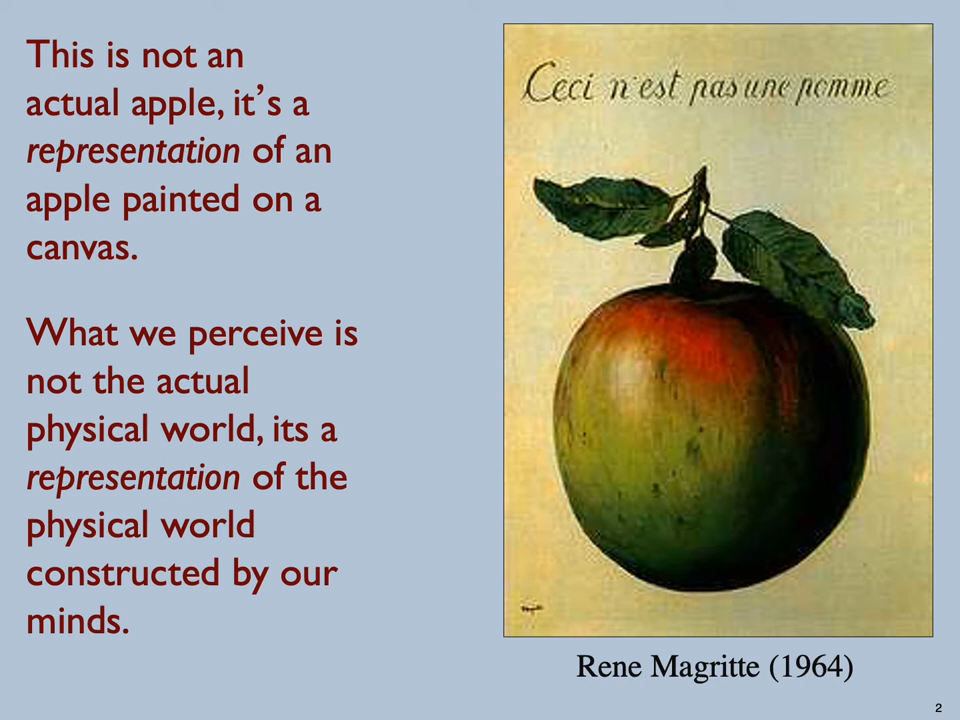 This is not an
actual apple, it’s a
representation of an
apple painted on a
canvas.
What we perceive is
not the actual
physical world, its a
representation of the
physical world
constructed by our
minds.
Ceci n'est pas une pomme
Rene Magritte (1964)
2